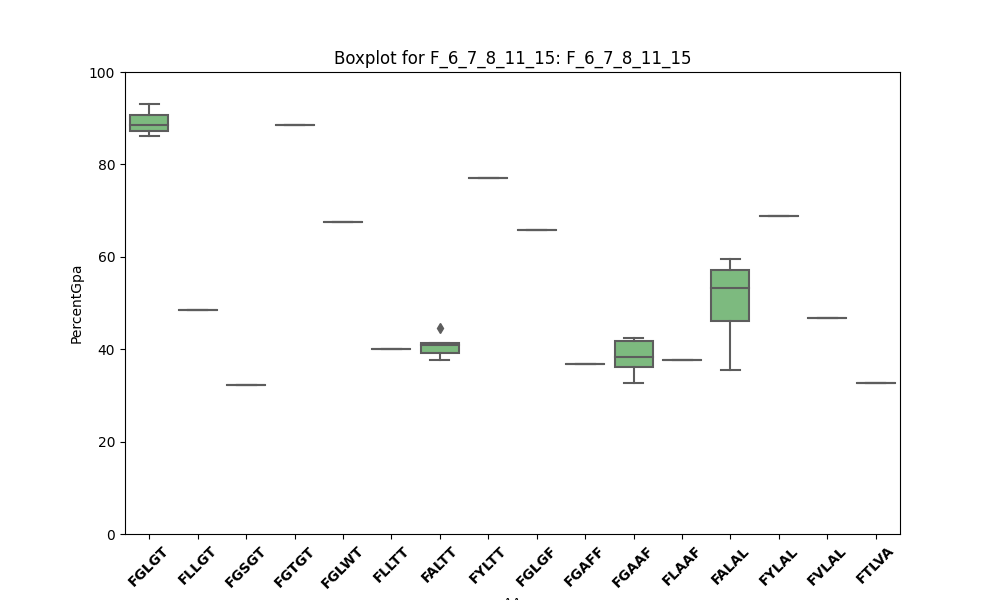 Boxplot for F_6_7_8_11_15: F_6_7_8_11_15
100
80
60
40
20
0
PercentGpa
FGLGT FLLGT FGSGT FGTGT FGLWT FLLTT FALTT FYLTT FGLGF FGAFF FGAAF FLAAF FALAL FYLAL FVLAL FTLVA